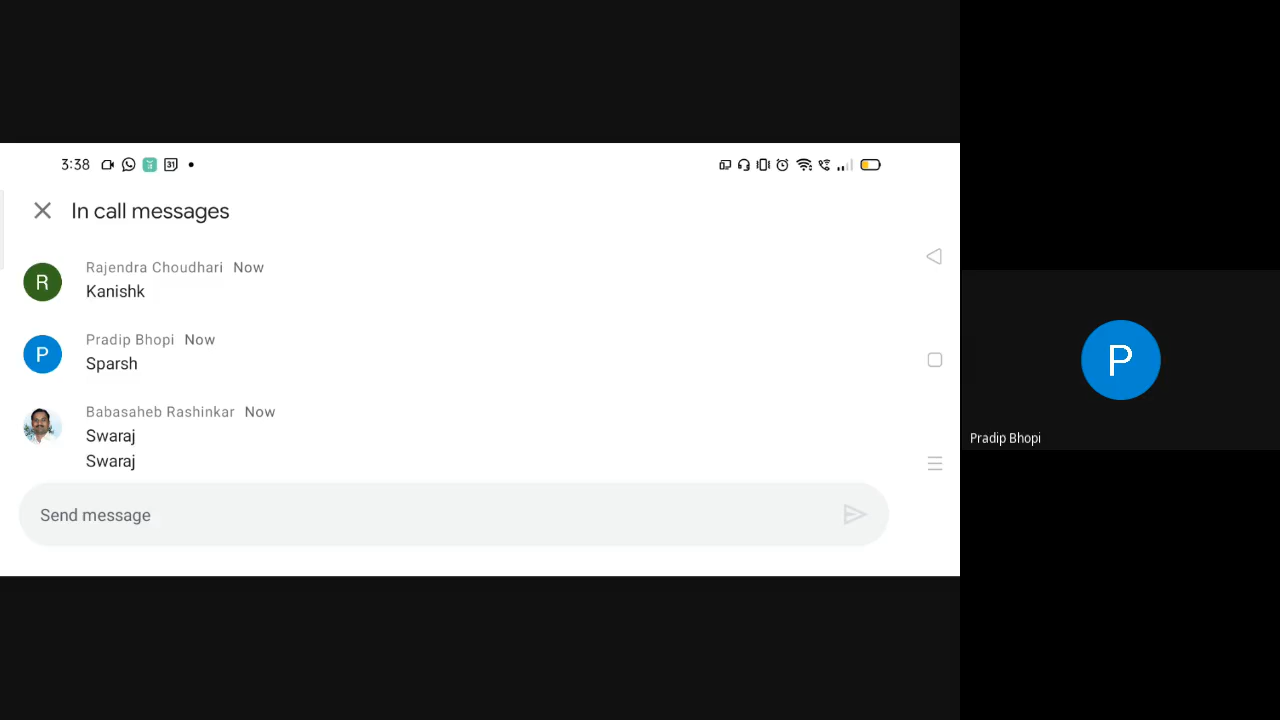 3:38
31
In call messages
R
Rajendra Choudhari Now
Kanishk
P
Pradip Bhopi Now
Sparsh
Babasaheb Rashinkar Now
Swaraj
Swaraj
Send message
P
Pradip Bhopi